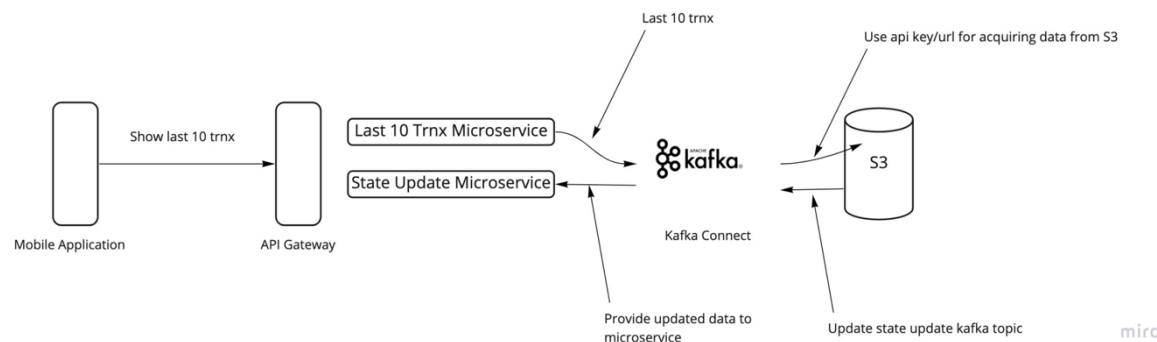 Last 10 trnx
Use api key/url for acquiring data from S3
Show last 10 trnx
Last 10 Trnx Microservice
APACHE
kafka
S3
State Update Microservice
Mobile Application
API Gateway
Kafka Connect
Provide updated data to
microservice
Update state update kafka topic
miro